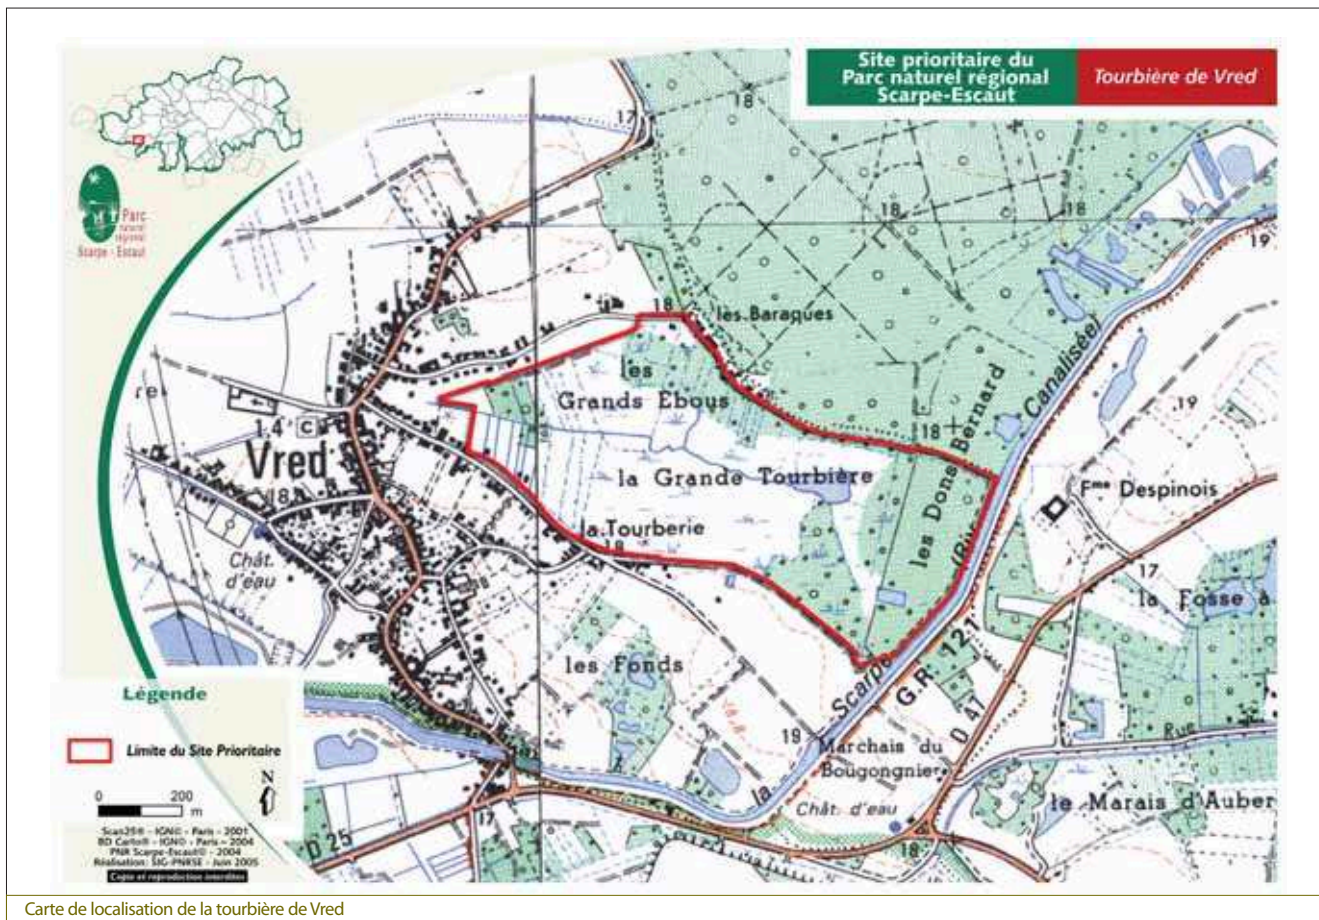 Site prioritaire du
Parc naturel régional
Scarpe-Escaut
Tourbière de Vred
Parc
naturel
régional
Scarpe - Escaut
17
18
18
18
19
18
les Baraques
les
Grands Ebous
Canalisée)
19
14 C
Vred
18
les Dons Bernard
la Grande Tourbière
Fme Despinois
la Tourberie
18
Chât.
d'eau
17
la Fosse à
18
les Fonds
la Scarpe
G.R. 121
D 47
19
Marchais du
Bougongnier
Rue
Chât. d'eau
le Marais d'Auber
17
18
D 25
Légende
Limite du Site Prioritaire
N
0 200
m
Scan25® - IGN© - Paris - 2001
BD Carto® - IGN© - Paris - 2004
PNR Scarpe-Escaut© - 2004
Réalisation: SIG-PNRSE - Juin 2005
Copie et reproduction interdites
Carte de localisation de la tourbière de Vred